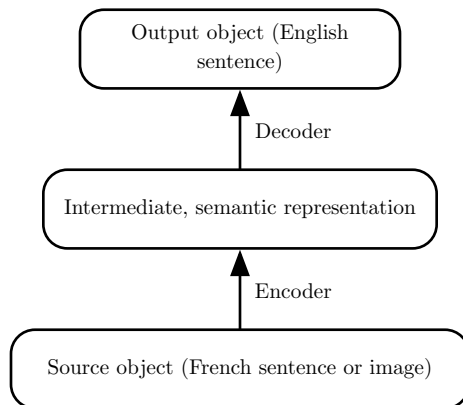 Output object (English
sentence)
Decoder
Intermediate, semantic representation
Encoder
Source object (French sentence or image)